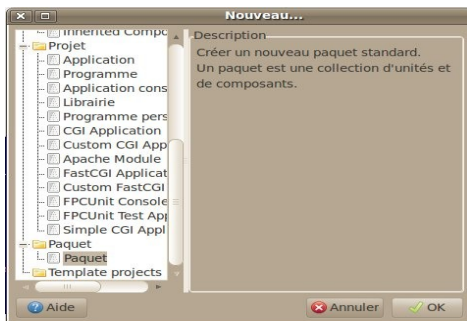 Nouveau...
Inherited Compo
Projet
Application
Programme
Application cons
Librairie
Programme pers
CGI Application
Custom CGI App
Apache Module
FastCGI Applicat
Custom FastCGI
FPCUnit Console
FPCUnit Test App
Simple CGI Appl
Paquet
Paquet
Template projects
Description
Créer un nouveau paquet standard.
Un paquet est une collection d'unités et
de composants.
Aide
Annuler
OK